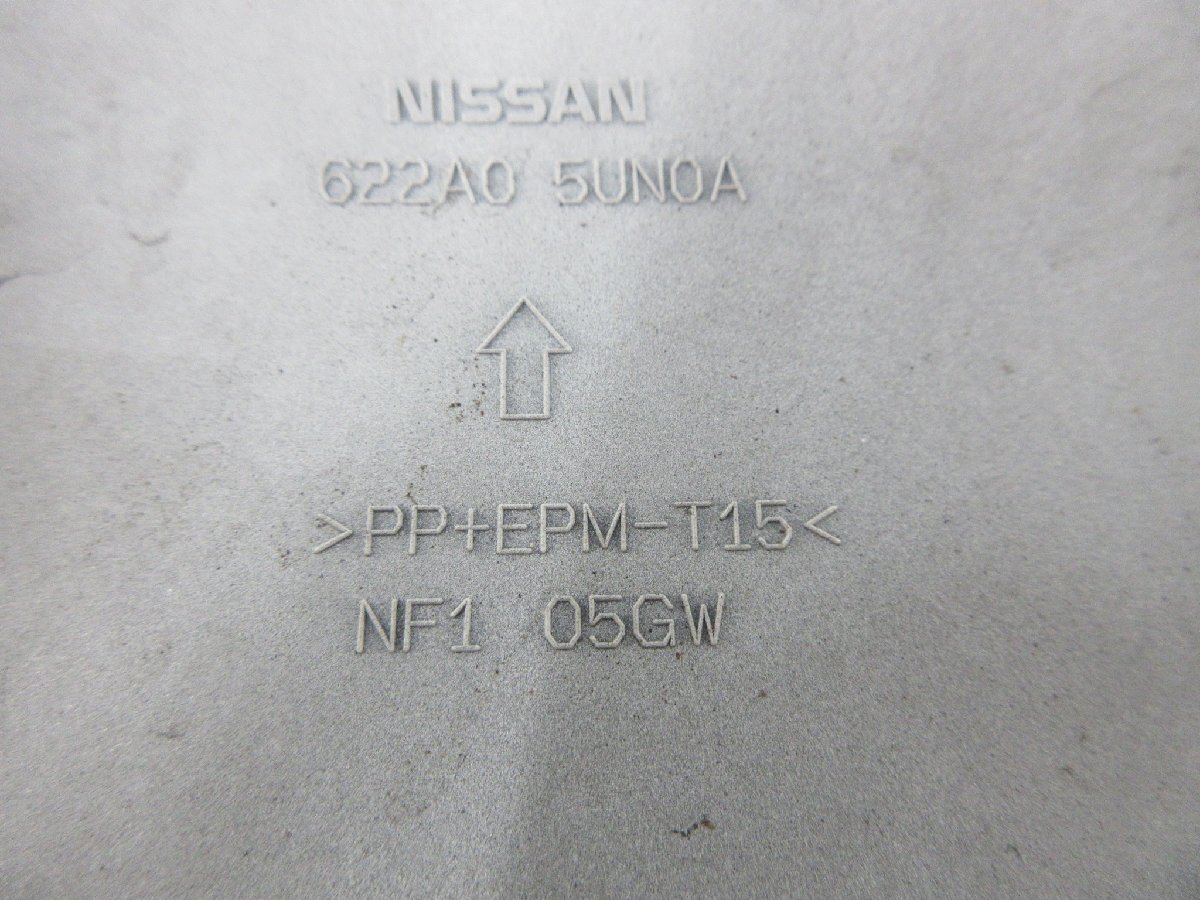 NISSAN
622A0 5UN0A
>PP+EPM-T15<
NF1 05GW